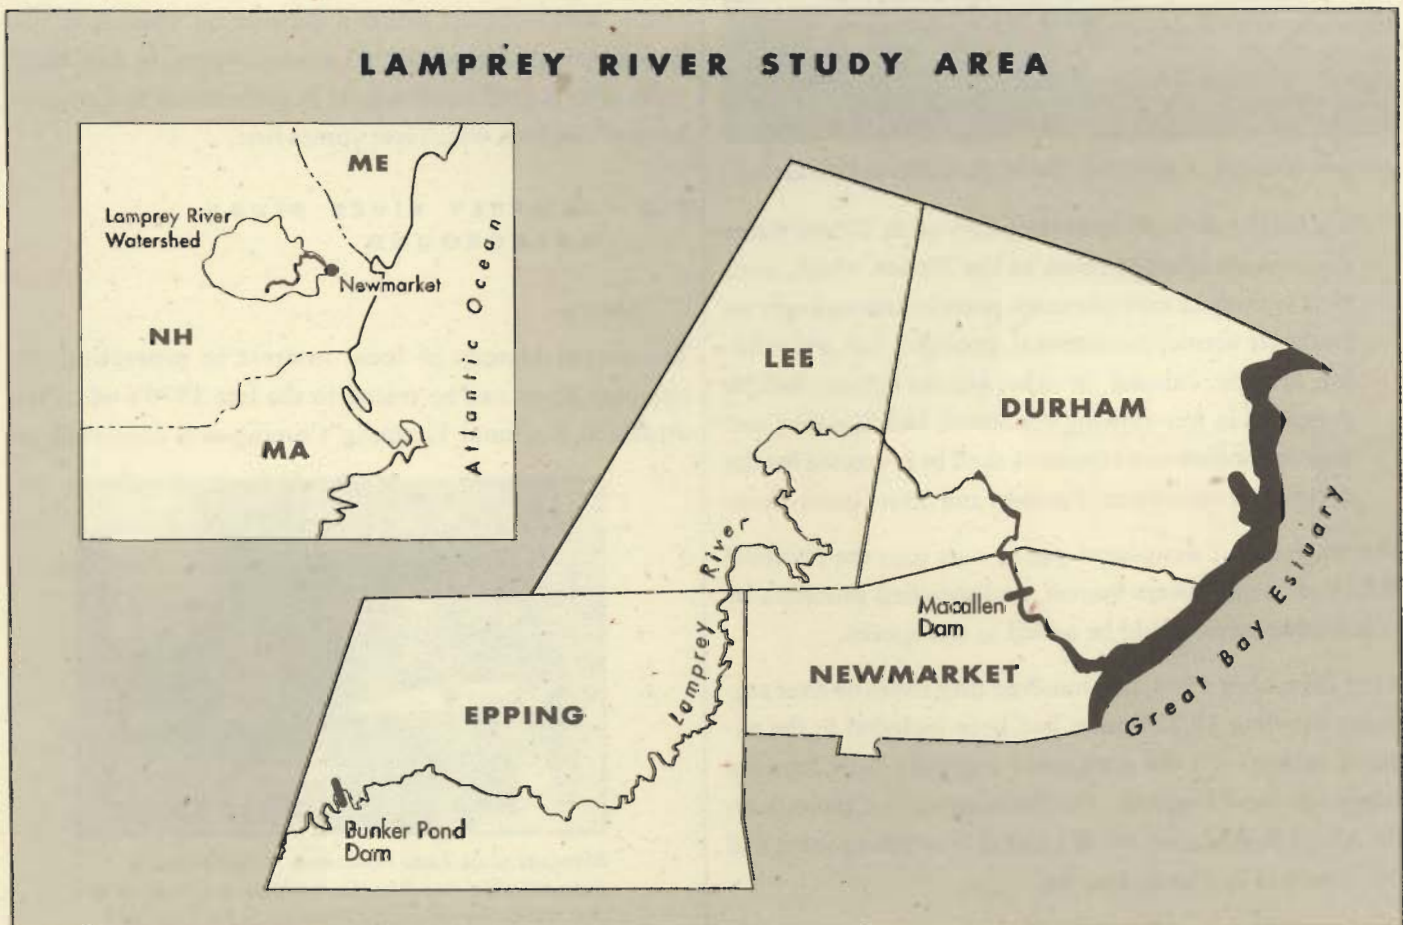 LAMPREY RIVER STUDY AREA
ME
Lamprey River
Watershed
Newmarket
NH
MA
Atlantic Ocean
LEE
DURHAM
Lamprey River
Macallen
Dam
NEWMARKET
EPPING
Great Bay Estuary
Bunker Pond
Dam